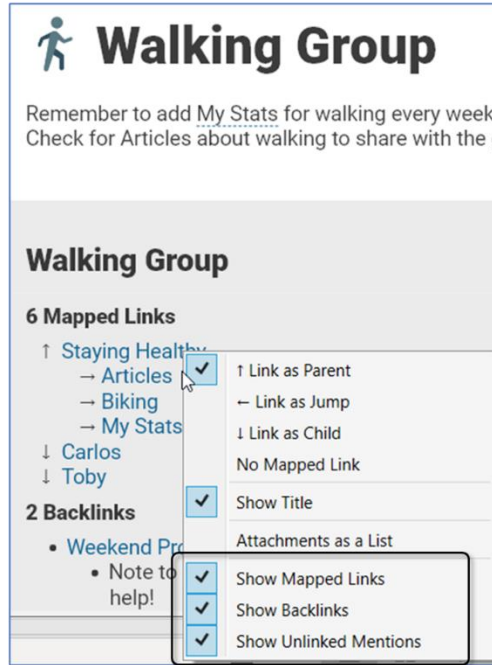 Walking Group
Remember to add My Stats for walking every week
Check for Articles about walking to share with the
Walking Group
6 Mapped Links
↑ Staying Healthy
→ Articles
→ Biking
→ My Stats
↓ Carlos
↓ Toby
2 Backlinks
• Weekend Pro
• Note to
help!
↑ Link as Parent
← Link as Jump
↓ Link as Child
No Mapped Link
Show Title
Attachments as a List
Show Mapped Links
Show Backlinks
Show Unlinked Mentions